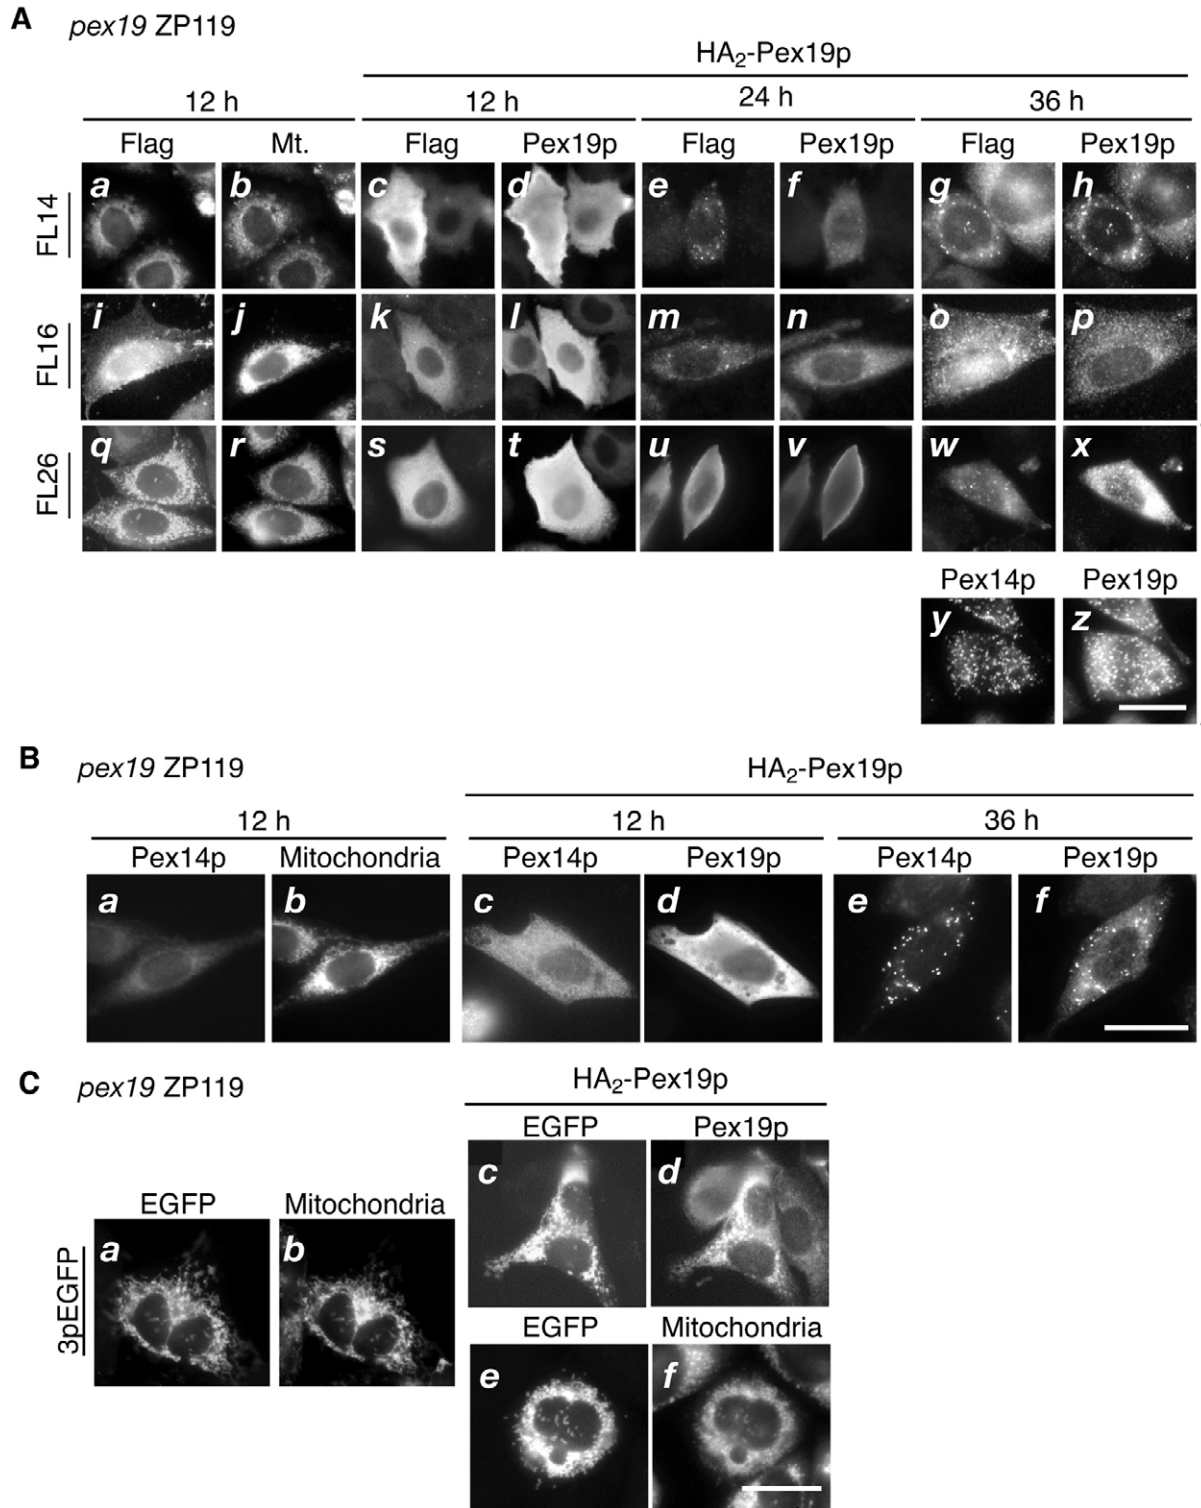 A pex19 ZP119
HA2-Pex19p
12 h 12 h 24 h 36 h
Flag Mt. Flag Pex19p Flag Pex19p Flag Pex19p
FL14 a b c d e f g h
FL16 i j k l m n o p
FL26 q r s t u v w x
Pex14p Pex19p
y z
B pex19 ZP119
HA2-Pex19p
12 h 12 h 36 h
Pex14p Mitochondria Pex14p Pex19p Pex14p Pex19p
a b c d e f
C pex19 ZP119
HA2-Pex19p
EGFP Pex19p
c d
EGFP Mitochondria
3pEGFP a b
EGFP Mitochondria
e f